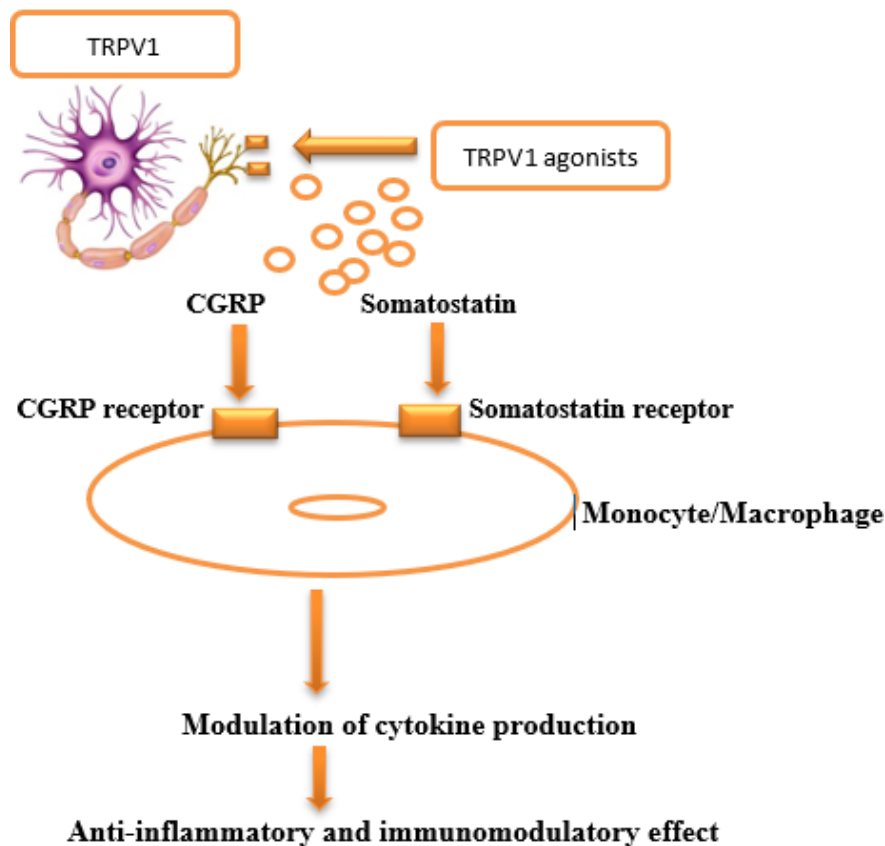 TRPV1
TRPV1 agonists
CGRP
Somatostatin
CGRP receptor
Somatostatin receptor
Monocyte/Macrophage
Modulation of cytokine production
Anti-inflammatory and immunomodulatory effect